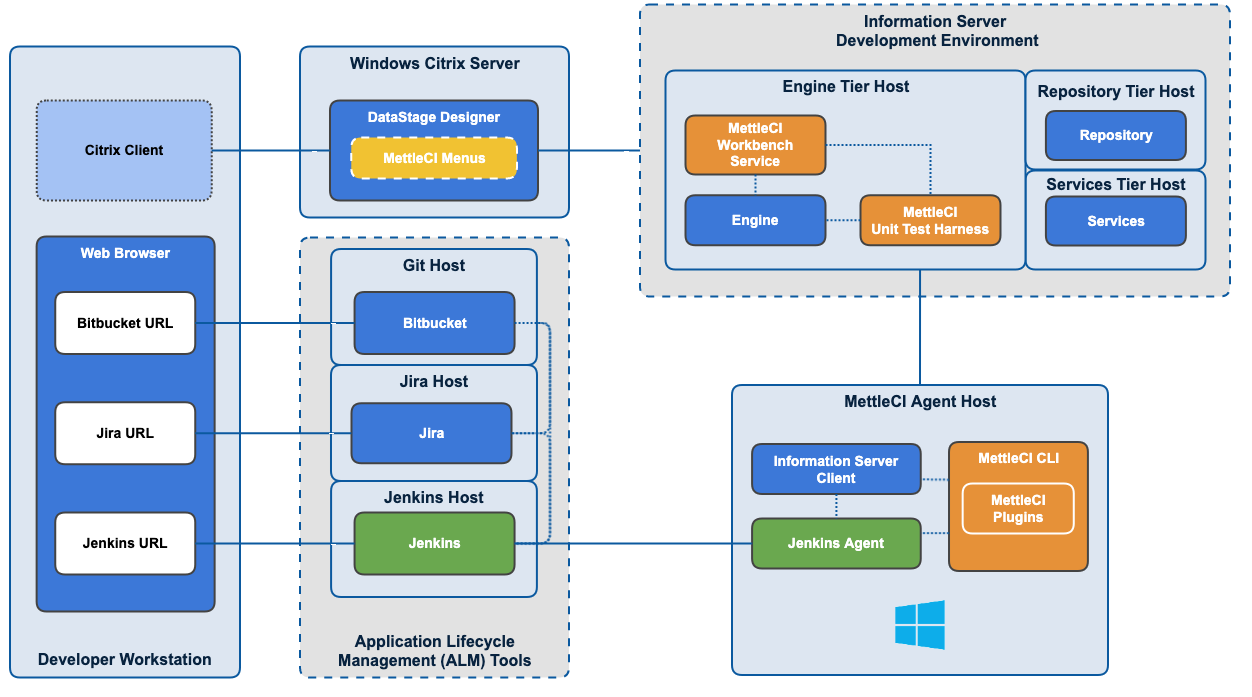 Citrix Client
Web Browser
Bitbucket URL
Jira URL
Jenkins URL
Developer Workstation
Windows Citrix Server
DataStage Designer
MettleCI Menus
Git Host
Bitbucket
Jira Host
Jira
Jenkins Host
Jenkins
Application Lifecycle
Management (ALM) Tools
Information Server
Development Environment
Engine Tier Host
MettleCI
Workbench
Service
Engine
MettleCI
Unit Test Harness
Repository Tier Host
Repository
Services Tier Host
Services
MettleCI Agent Host
Information Server
Client
Jenkins Agent
MettleCI CLI
MettleCI
Plugins